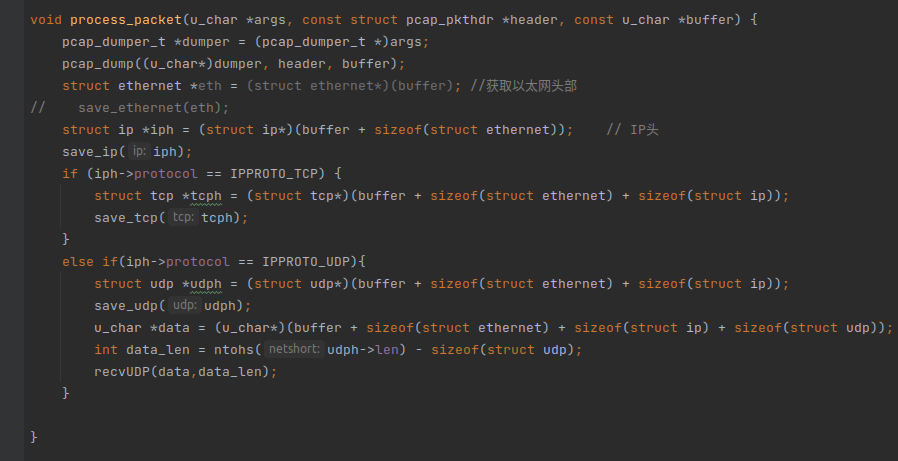 void process_packet(u_char *args, const struct pcap_pkthdr *header, const u_char *buffer) {
    pcap_dumper_t *dumper = (pcap_dumper_t *)args;
    pcap_dump((u_char*)dumper, header, buffer);
    struct ethernet *eth = (struct ethernet*)(buffer); //获取以太网头部
//    save_ethernet(eth);
    struct ip *iph = (struct ip*)(buffer + sizeof(struct ethernet));    // IP头
    save_ip( ip: iph);
    if (iph->protocol == IPPROTO_TCP) {
        struct tcp *tcph = (struct tcp*)(buffer + sizeof(struct ethernet) + sizeof(struct ip));
        save_tcp( tcp: tcph);
    }
    else if(iph->protocol == IPPROTO_UDP){
        struct udp *udph = (struct udp*)(buffer + sizeof(struct ethernet) + sizeof(struct ip));
        save_udp( udp: udph);
        u_char *data = (u_char*)(buffer + sizeof(struct ethernet) + sizeof(struct ip) + sizeof(struct udp));
        int data_len = ntohs( netshort: udph->len) - sizeof(struct udp);
        recvUDP(data,data_len);
    }
}